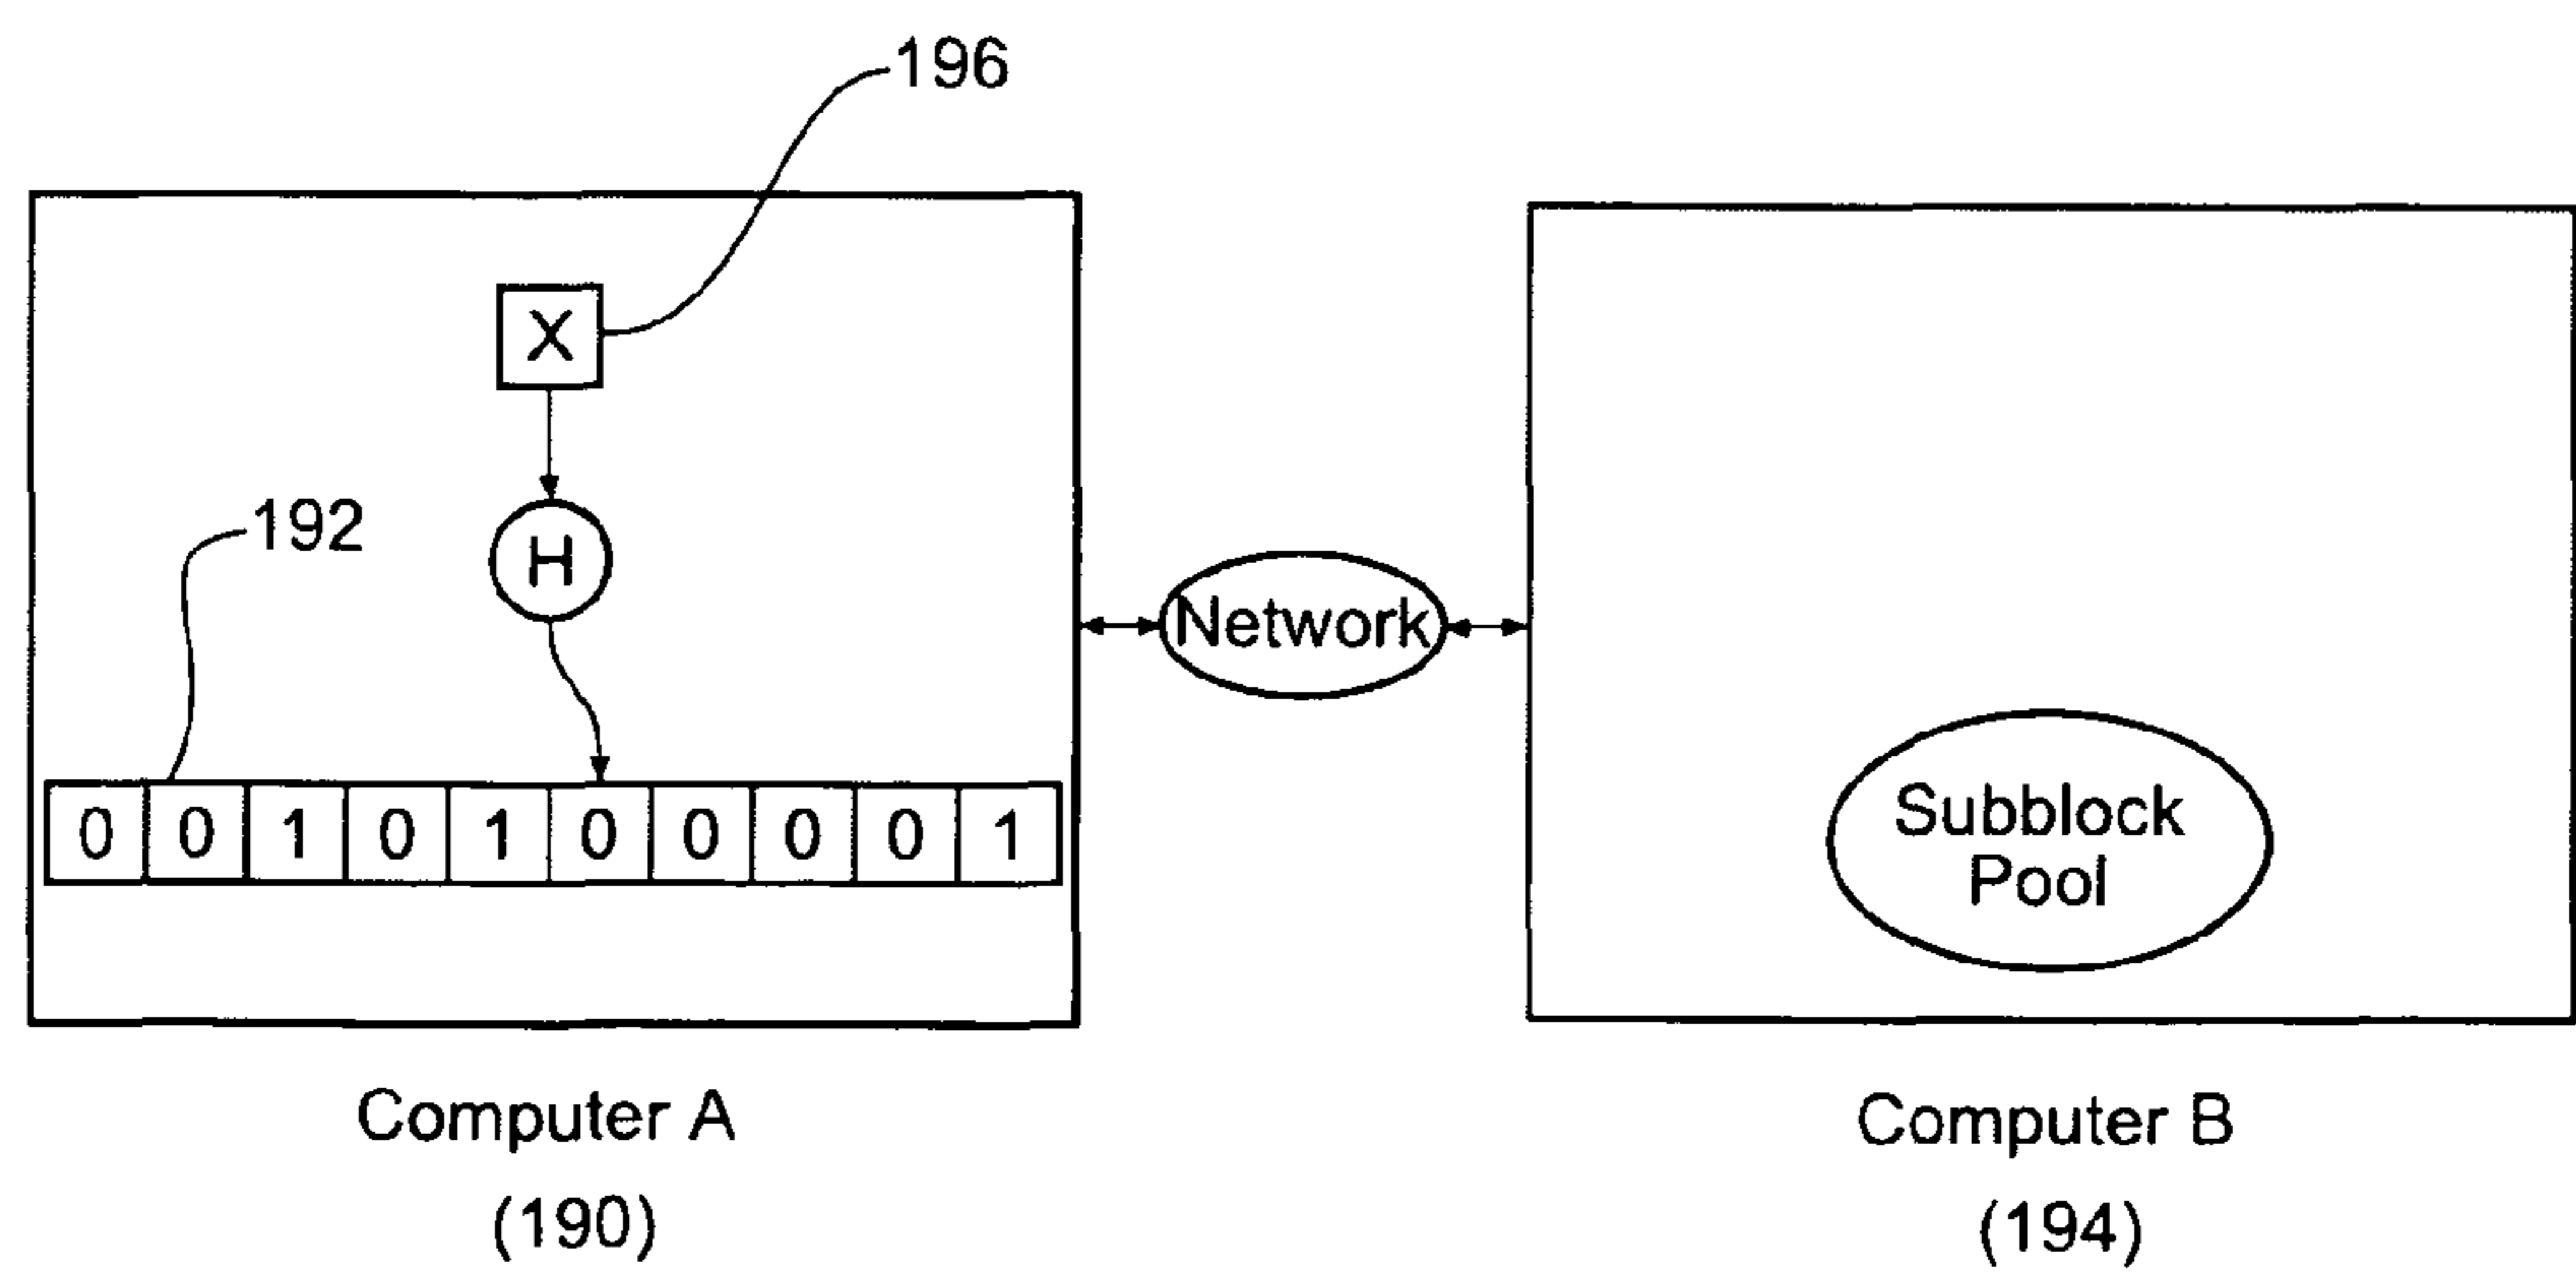 196
X
192
H
Network
0 0 1 0 1 0 0 0 0 1
Subblock
Pool
Computer A
(190)
Computer B
(194)